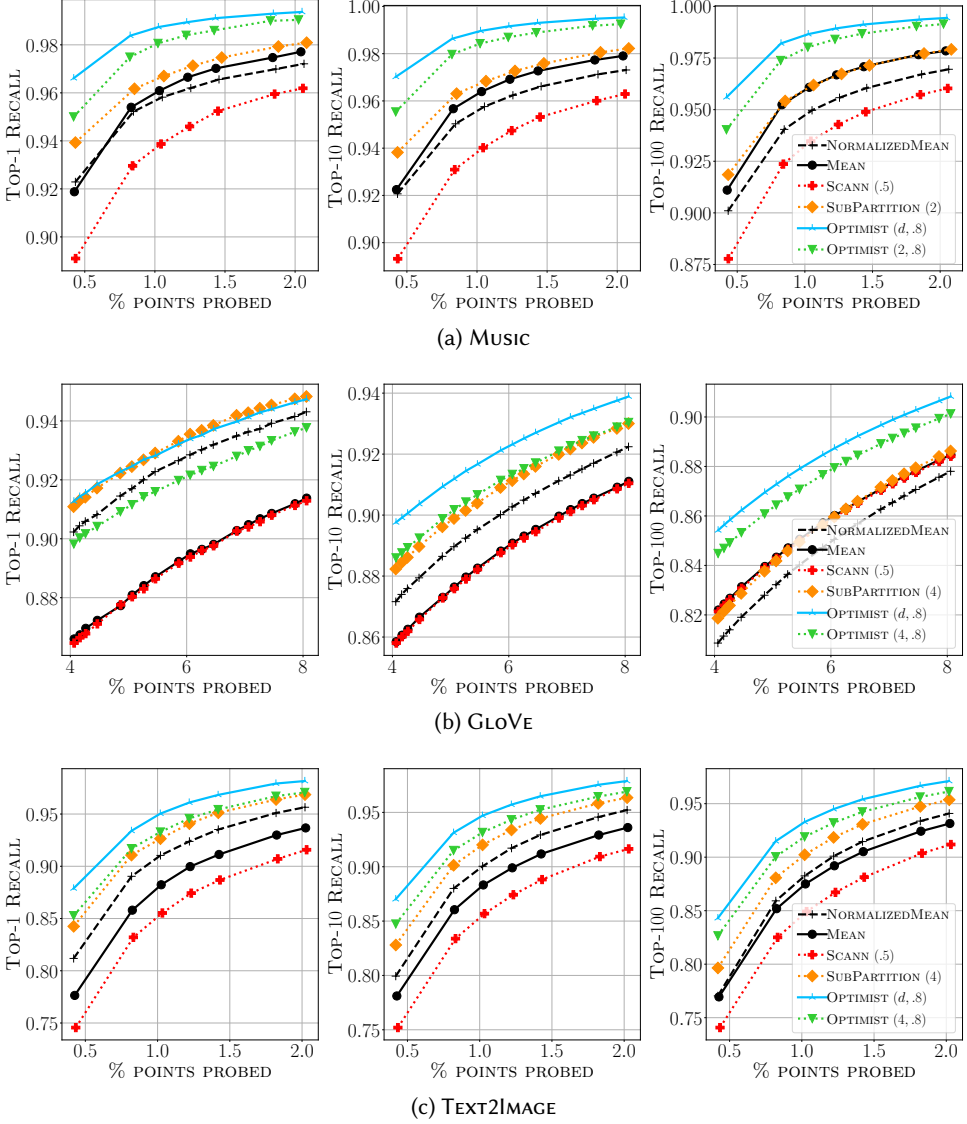 0.98
0.96
0.94
0.92
0.90
TOP-1 RECALL
0.5 1.0 1.5 2.0
% POINTS PROBED
1.00
0.98
0.96
0.94
0.92
0.90
TOP-10 RECALL
0.5 1.0 1.5 2.0
% POINTS PROBED
1.000
0.975
0.950
0.925
0.900
0.875
TOP-100 RECALL
NORMALIZEDMEAN
MEAN
SCANN (.5)
SUBPARTITION (2)
OPTIMIST (d, .8)
OPTIMIST (2, .8)
0.5 1.0 1.5 2.0
% POINTS PROBED
(a) MUSIC
0.94
0.92
0.90
0.88
TOP-1 RECALL
4 6 8
% POINTS PROBED
0.94
0.92
0.90
0.88
0.86
TOP-10 RECALL
4 6 8
% POINTS PROBED
0.90
0.88
0.86
0.84
0.82
TOP-100 RECALL
NORMALIZEDMEAN
MEAN
SCANN (.5)
SUBPARTITION (4)
OPTIMIST (d, .8)
OPTIMIST (4, .8)
4 6 8
% POINTS PROBED
(b) GLOVE
0.95
0.90
0.85
0.80
0.75
TOP-1 RECALL
0.5 1.0 1.5 2.0
% POINTS PROBED
0.95
0.90
0.85
0.80
0.75
TOP-10 RECALL
0.5 1.0 1.5 2.0
% POINTS PROBED
0.95
0.90
0.85
0.80
0.75
TOP-100 RECALL
NORMALIZEDMEAN
MEAN
SCANN (.5)
SUBPARTITION (4)
OPTIMIST (d, .8)
OPTIMIST (4, .8)
0.5 1.0 1.5 2.0
% POINTS PROBED
(c) TEXT2IMAGE